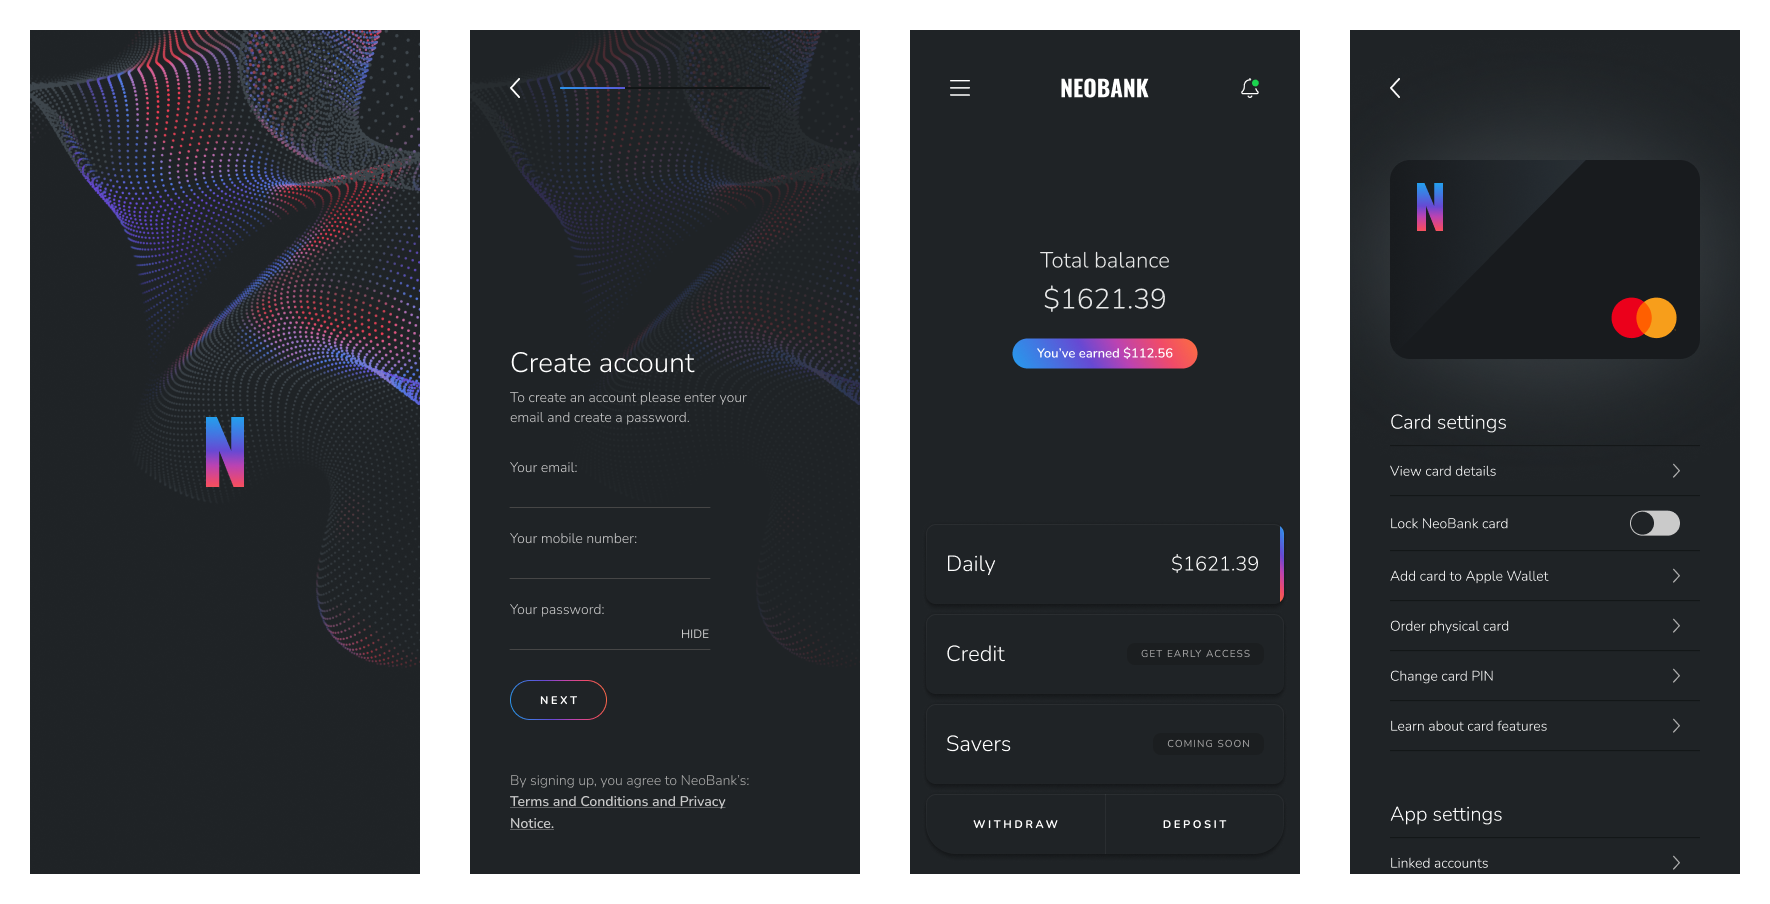 N
Create account
To create an account please enter your
email and create a password.
Your email:
Your mobile number:
Your password:
HIDE
NEXT
By signing up, you agree to NeoBank's:
Terms and Conditions and Privacy
Notice.
NEOBANK
Total balance
$1621.39
You've earned $112.56
Daily $1621.39
Credit GET EARLY ACCESS
Savers COMING SOON
WITHDRAW DEPOSIT
N
Card settings
View card details
Lock NeoBank card
Add card to Apple Wallet
Order physical card
Change card PIN
Learn about card features
App settings
Linked accounts